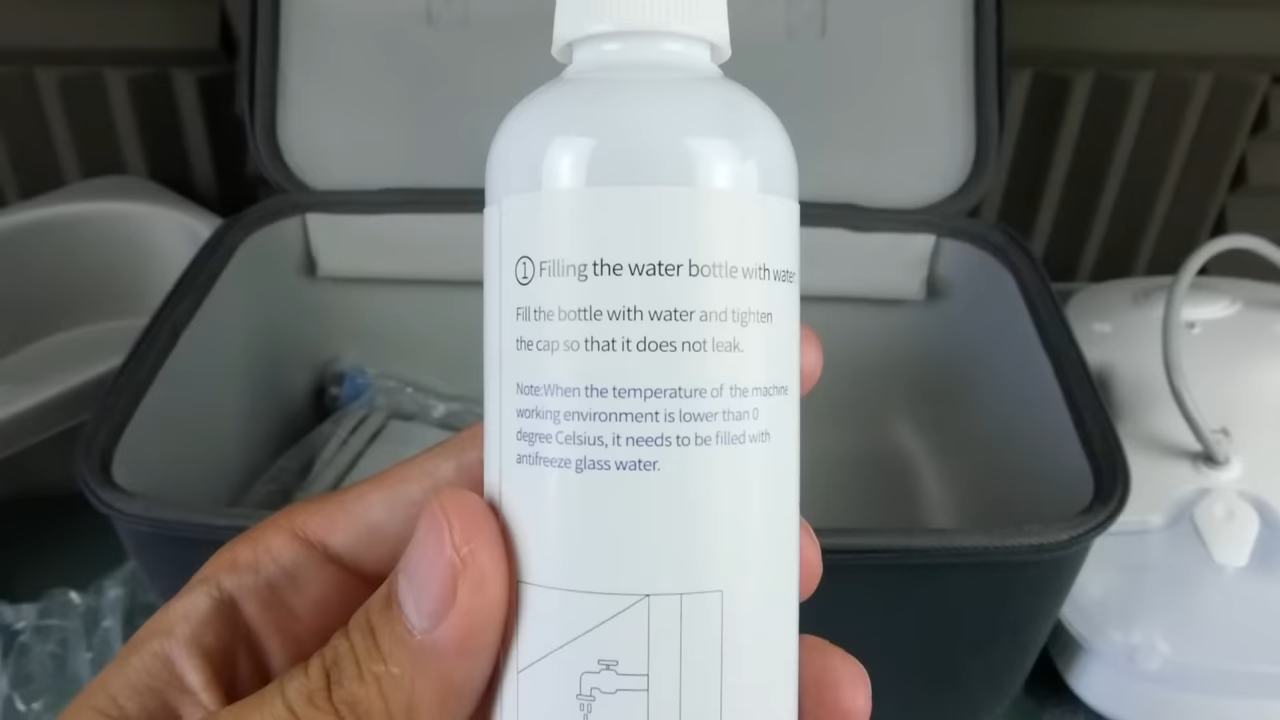 ① Filling the water bottle with water
Fill the bottle with water and tighten
the cap so that it does not leak.
Note:When the temperature of the machine
working environment is lower than 0
degree Celsius, it needs to be filled with
antifreeze glass water.